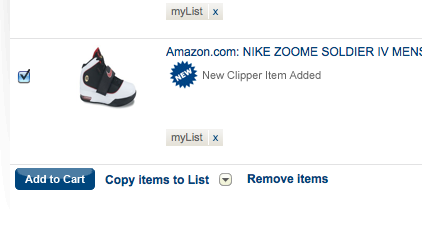 myList x
Amazon.com: NIKE ZOOME SOLDIER IV MENS
NEW New Clipper Item Added
myList x
Add to Cart Copy items to List Remove items